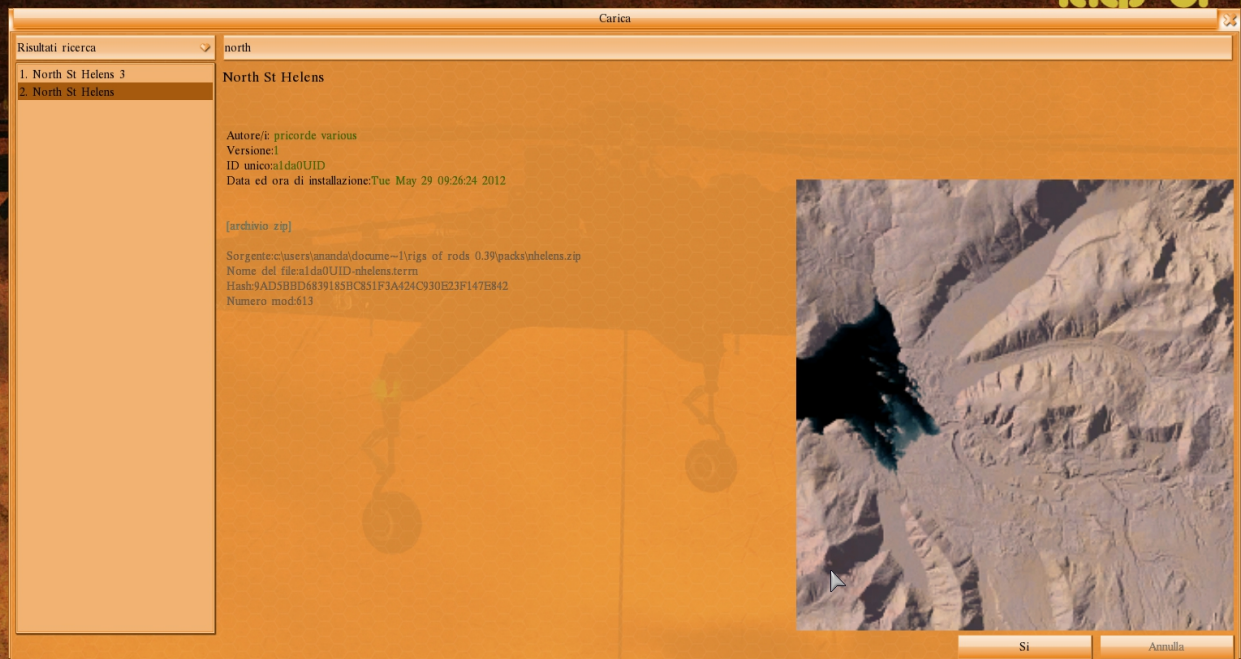 Carica
Risultati ricerca
north
1. North St Helens 3
2. North St Helens
North St Helens
Autore/i: pricorde various
Versione:1
ID unico:a1da0UID
Data ed ora di installazione:Tue May 29 09:26:24 2012
[archivio zip]
Sorgente:c:\users\ananda\docume~1\rigs of rods 0.39\packs\nhelens.zip
Nome del file:a1da0UID-nhelens.term
Hash:9AD5BBD6839185BC851F3A424C930E23F147E842
Numero mod:613
Si
Annulla